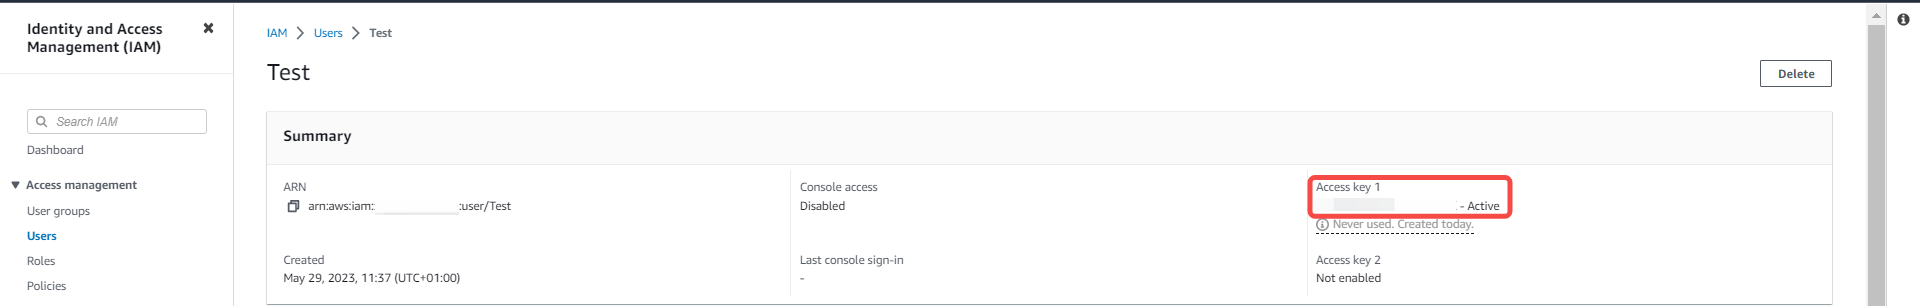 Identity and Access
Management (IAM)
Search IAM
Dashboard
Access management
User groups
Users
Roles
Policies
IAM > Users > Test
Test
Delete
Summary
ARN
arn:aws:iam: :user/Test
Console access
Disabled
Access key 1
- Active
Never used. Created today.
Created
May 29, 2023, 11:37 (UTC+01:00)
Last console sign-in
-
Access key 2
Not enabled